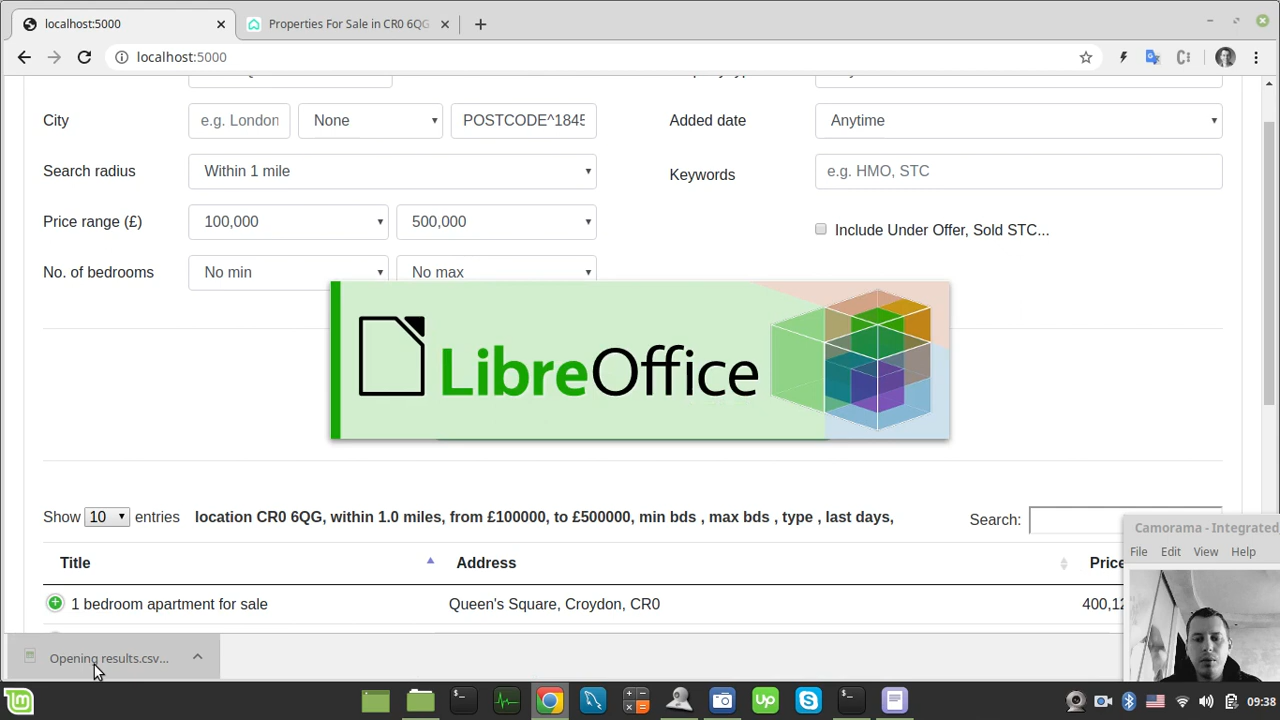 localhost:5000
Properties For Sale in CR0 6QG
localhost:5000
City
e.g. London
None
POSTCODE^1845
Added date
Anytime
Search radius
Within 1 mile
Keywords
e.g. HMO, STC
Price range (£)
100,000
500,000
Include Under Offer, Sold STC...
No. of bedrooms
No min
No max
LibreOffice
Show 10 entries
location CR0 6QG, within 1.0 miles, from £100000, to £500000, min bds , max bds , type , last days,
Search:
Camorama - Integrated
File Edit View Help
Title
Address
Price
1 bedroom apartment for sale
Queen's Square, Croydon, CR0
400,12
Opening results.csv...
Up
09:38